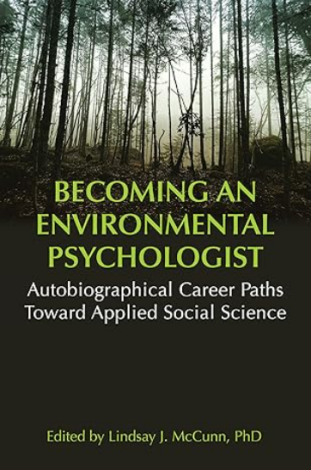 BECOMING AN
ENVIRONMENTAL
PSYCHOLOGIST
Autobiographical Career Paths
Toward Applied Social Science
Edited by Lindsay J. McCunn, PhD